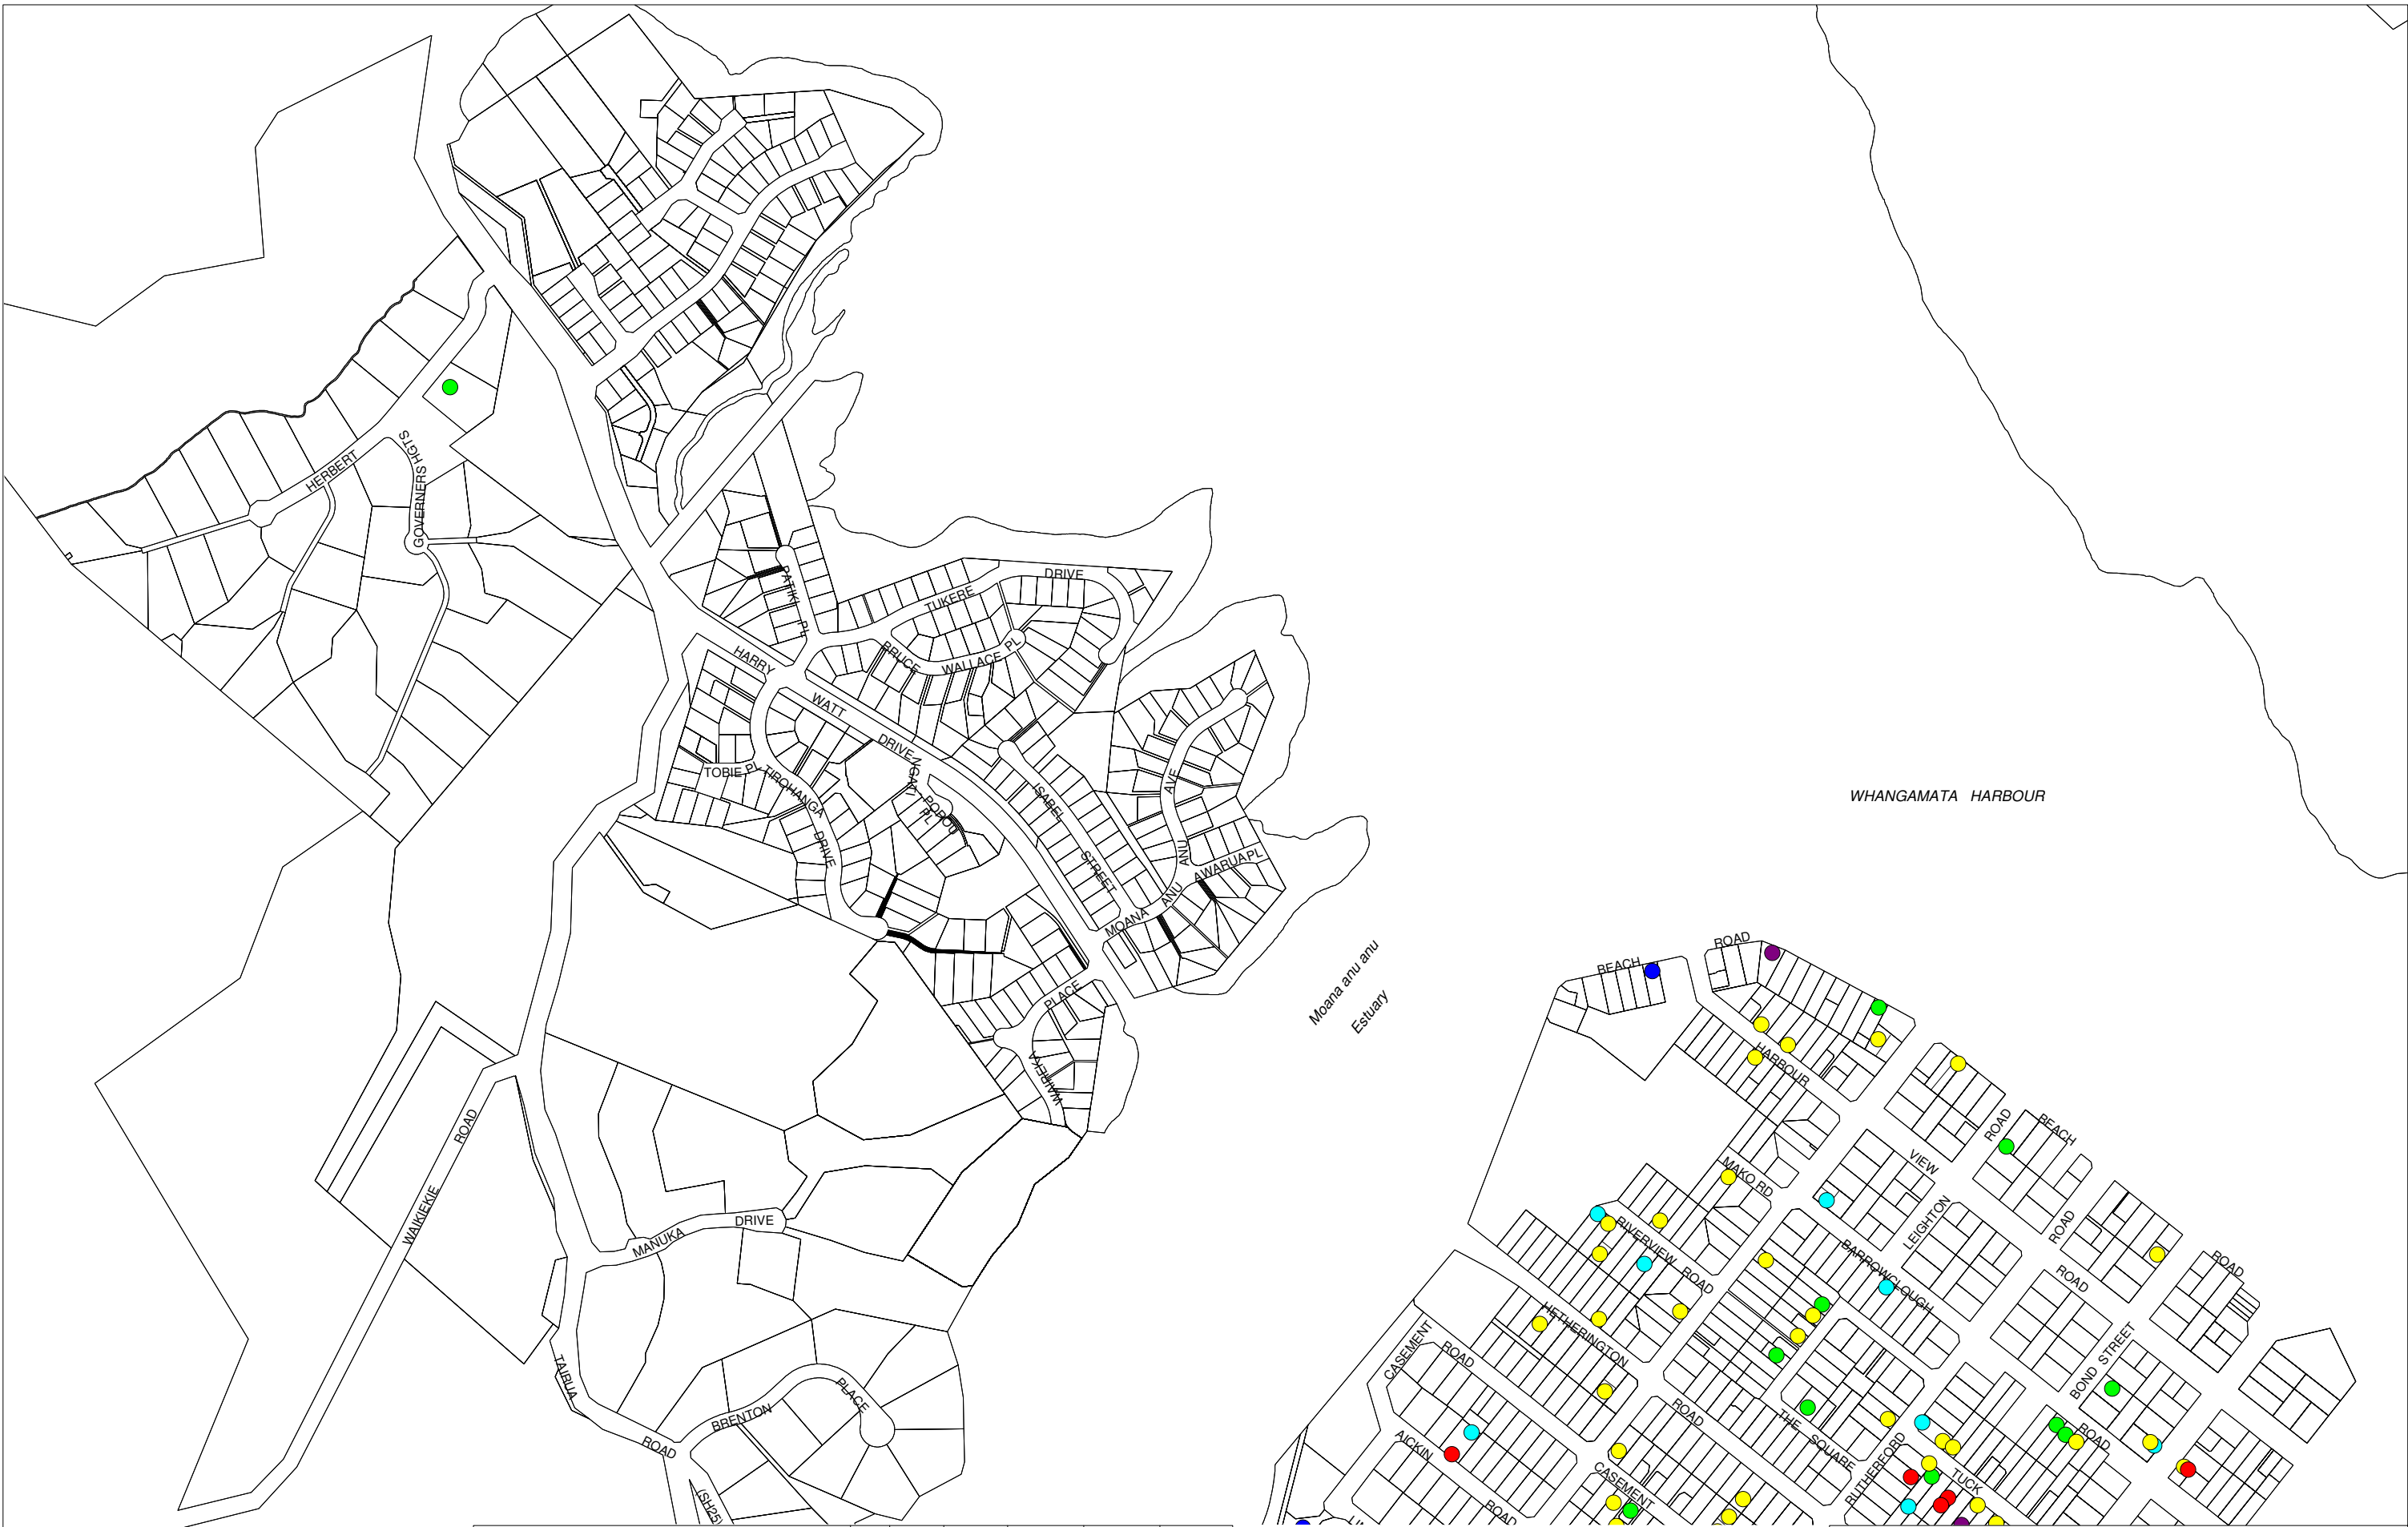 HERBERT
GOVERNERS HGTS
PATIKI PL
TUKERE
DRIVE
BRUCE
WALLACE PL
HARRY
WATT
DRIVE
TOBIE PL
TIROHANGA
DRIVE
NGATI
POROU
PL
ISABEL
STREET
ANU
AVE
AWARUA PL
MOANA
ANU
PLACE
WAIREKA
Moana anu anu
Estuary
WHANGAMATA HARBOUR
WAIKIEKIE
ROAD
MANUKA
DRIVE
TAIRUA
ROAD
BRENTON
PLACE
(SH25)
BEACH
ROAD
HARBOUR
VIEW
ROAD
BEACH
ROAD
MAKO RD
LEIGHTON
ROAD
RIVERVIEW
ROAD
BARROWCLOUGH
ROAD
HETHERINGTON
ROAD
CASEMENT
ROAD
BOND STREET
THE SQUARE
RUTHERFORD
ROAD
TUCK
AICKIN
ROAD
CASEMENT